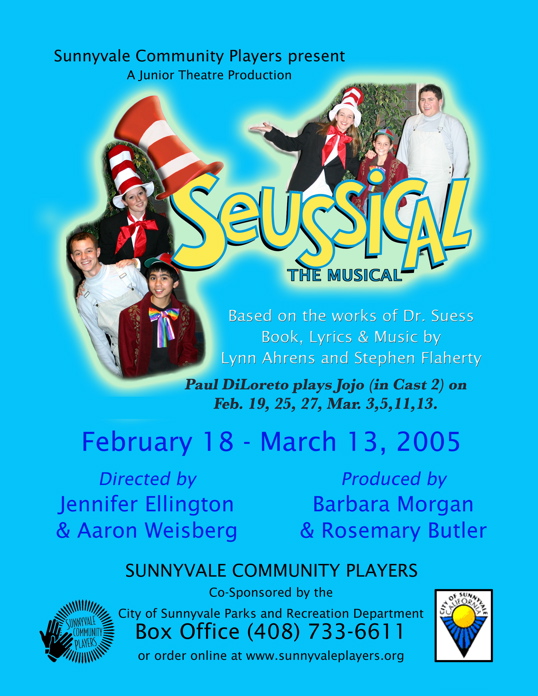 Sunnyvale Community Players present
A Junior Theatre Production
SEUSSICAL
THE MUSICAL
Based on the works of Dr. Suess
Book, Lyrics & Music by
Lynn Ahrens and Stephen Flaherty
Paul DiLoreto plays Jojo (in Cast 2) on
Feb. 19, 25, 27, Mar. 3,5,11,13.
February 18 - March 13, 2005
Directed by
Jennifer Ellington
& Aaron Weisberg
Produced by
Barbara Morgan
& Rosemary Butler
SUNNYVALE COMMUNITY PLAYERS
Co-Sponsored by the
City of Sunnyvale Parks and Recreation Department
Box Office (408) 733-6611
or order online at www.sunnyvaleplayers.org
SUNNYVALE
COMMUNITY
PLAYERS
CITY OF SUNNYVALE
CALIFORNIA